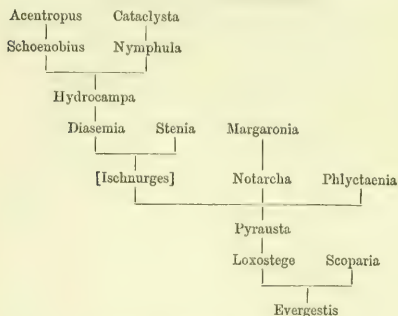 Acentropus Cataclysta
Schoenobius Nymphula
Hydrocampa
Diasemia Stenia Margaronia
[Ischnurges] Notarcha Phlyctaenia
Pyrausta
Loxostege Scoparia
Evergestis